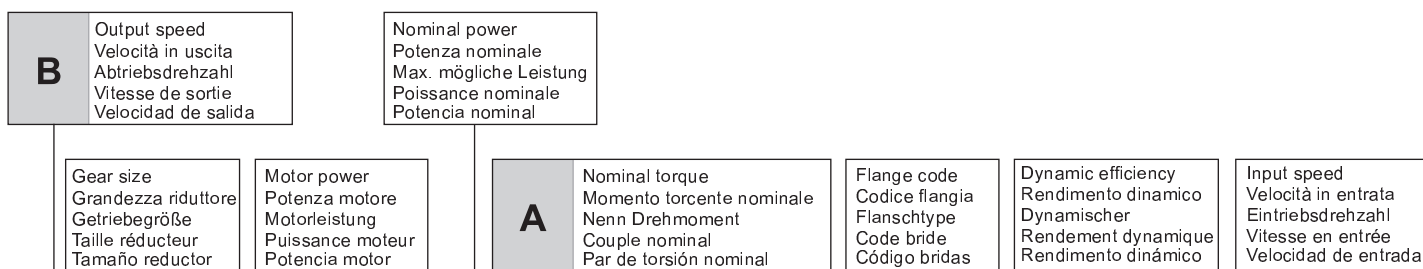 B
Output speed
Velocità in uscita
Abtriebsdrehzahl
Vitesse de sortie
Velocidad de salida
Nominal power
Potenza nominale
Max. mögliche Leistung
Poissance nominale
Potencia nominal
Gear size
Grandezza riduttore
Getriebegröße
Taille réducteur
Tamaño reductor
Motor power
Potenza motore
Motorleistung
Puissance moteur
Potencia motor
A
Nominal torque
Momento torcente nominale
Nenn Drehmoment
Couple nominal
Par de torsión nominal
Flange code
Codice flangia
Flanschtype
Code bride
Código bridas
Dynamic efficiency
Rendimento dinamico
Dynamischer
Rendement dynamique
Rendimento dinámico
Input speed
Velocità in entrata
Eintriebsdrehzahl
Vitesse en entrée
Velocidad de entrada